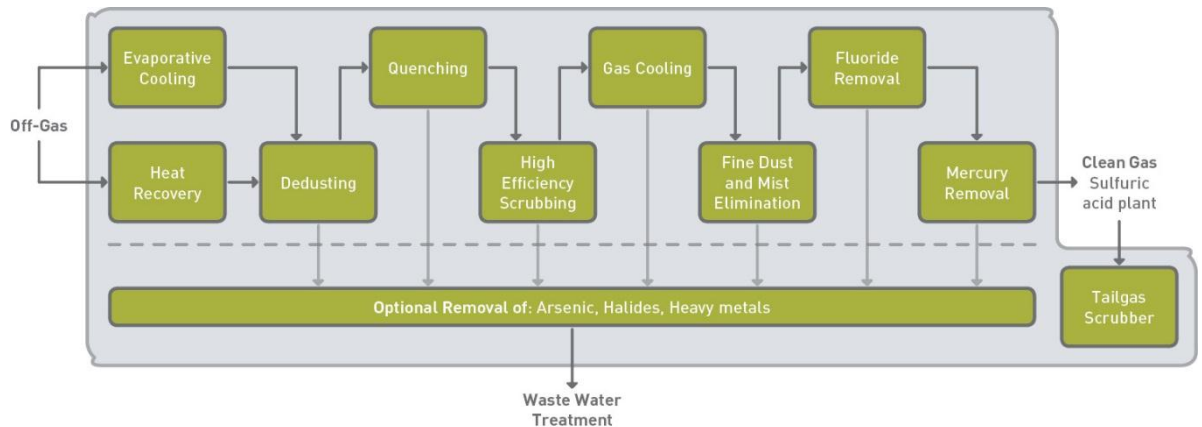 Off-Gas
Evaporative
Cooling
Heat
Recovery
Dedusting
Quenching
High
Efficiency
Scrubbing
Gas Cooling
Fine Dust
and Mist
Elimination
Fluoride
Removal
Mercury
Removal
Clean Gas
Sulfuric
acid plant
Tailgas
Scrubber
Optional Removal of: Arsenic, Halides, Heavy metals
Waste Water
Treatment